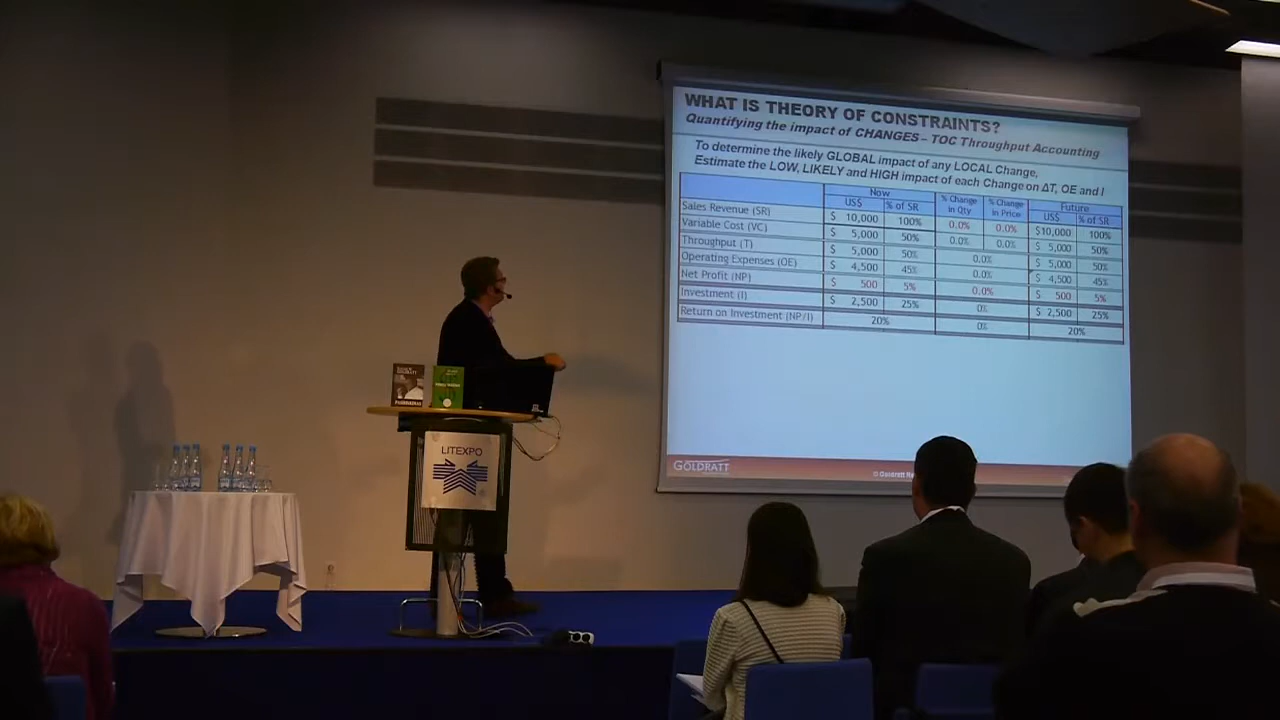 WHAT IS THEORY OF CONSTRAINTS?
Quantifying the impact of CHANGES – TOC Throughput Accounting
To determine the likely GLOBAL impact of any LOCAL Change,
Estimate the LOW, LIKELY and HIGH impact of each Change on ΔT, OE and I
Now % Change in Qty % Change in Price Future
US$ % of SR US$ % of SR
Sales Revenue (SR) $ 10,000 100% 0.0% 0.0% $10,000 100%
Variable Cost (VC) $ 5,000 50% 0.0% 0.0% $ 5,000 50%
Throughput (T) $ 5,000 50% 0.0% $ 5,000 50%
Operating Expenses (OE) $ 4,500 45% 0.0% $ 4,500 45%
Net Profit (NP) $ 500 5% 0.0% $ 500 5%
Investment (I) $ 2,500 25% 0% $ 2,500 25%
Return on Investment (NP/I) 20% 0% 20%
GOLDRATT
© Goldratt
LITEXPO